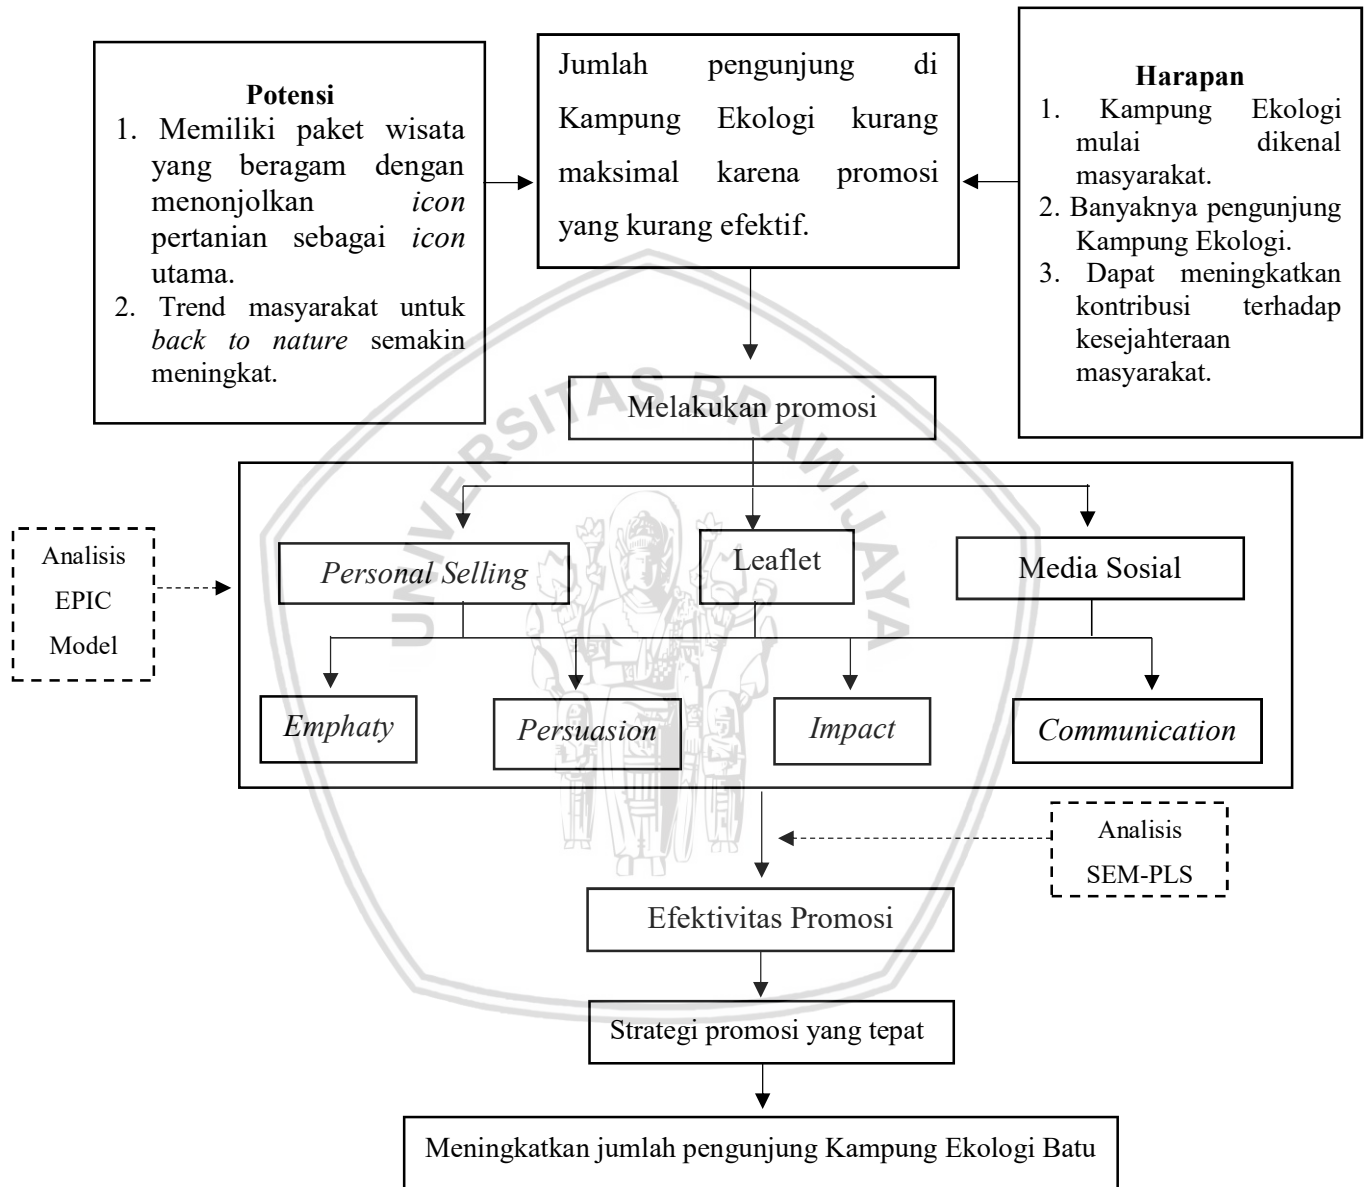 Potensi
1. Memiliki paket wisata
yang beragam dengan
menonjolkan icon
pertanian sebagai icon
utama.
2. Trend masyarakat untuk
back to nature semakin
meningkat.
Jumlah pengunjung di
Kampung Ekologi kurang
maksimal karena promosi
yang kurang efektif.
Harapan
1. Kampung Ekologi
mulai dikenal
masyarakat.
2. Banyaknya pengunjung
Kampung Ekologi.
3. Dapat meningkatkan
kontribusi terhadap
kesejahteraan
masyarakat.
Melakukan promosi
UNIVERSITAS BRAWIJAYA
Analisis
EPIC
Model
Personal Selling
Leaflet
Media Sosial
Emphaty
Persuasion
Impact
Communication
Analisis
SEM-PLS
Efektivitas Promosi
Strategi promosi yang tepat
Meningkatkan jumlah pengunjung Kampung Ekologi Batu